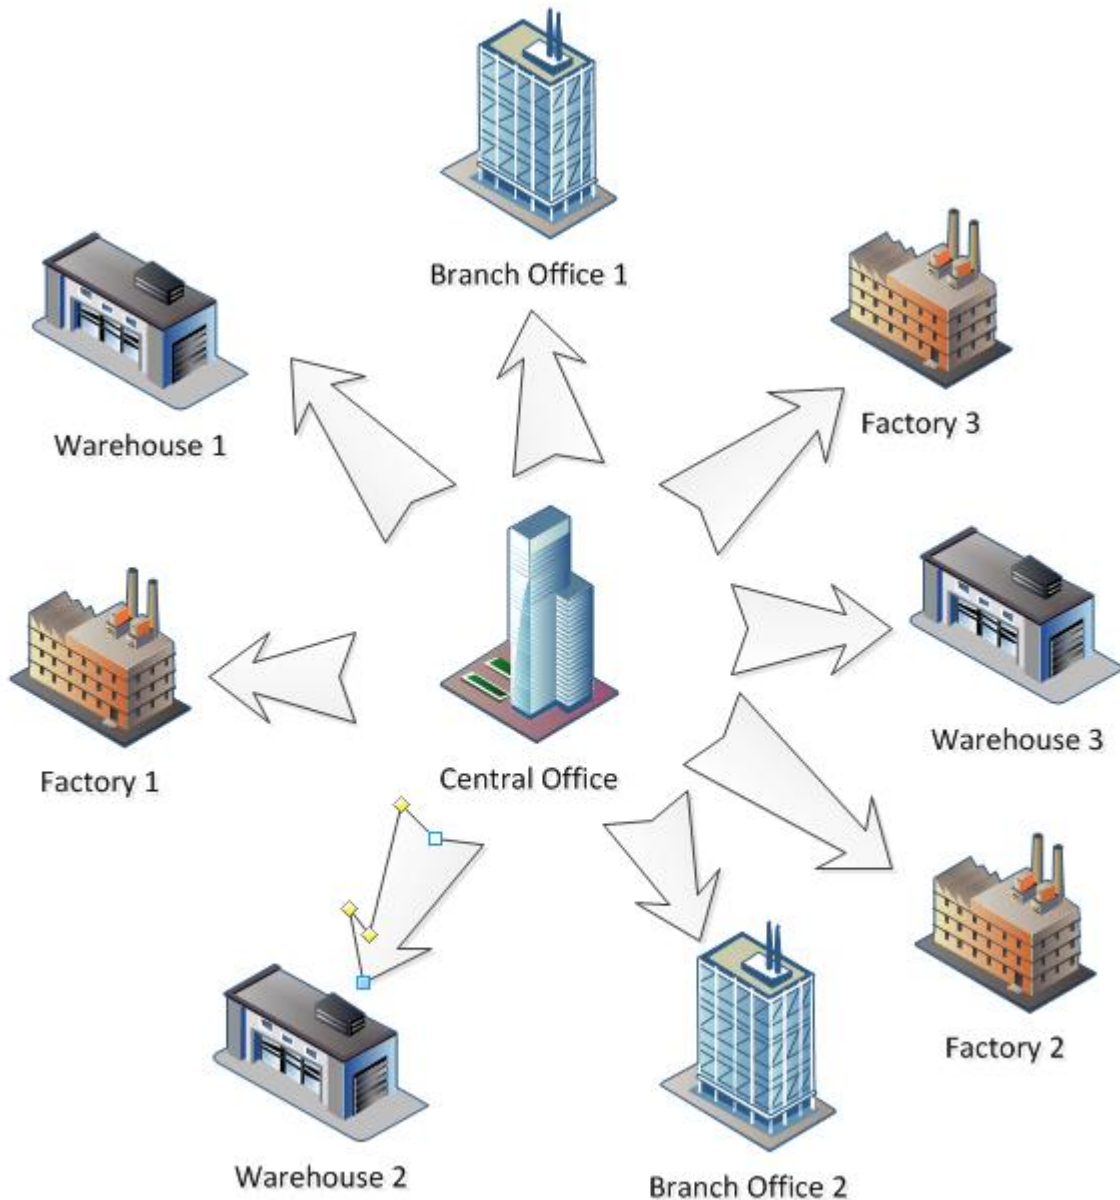 Branch Office 1
Factory 3
Warehouse 1
Warehouse 3
Central Office
Factory 1
Factory 2
Warehouse 2
Branch Office 2